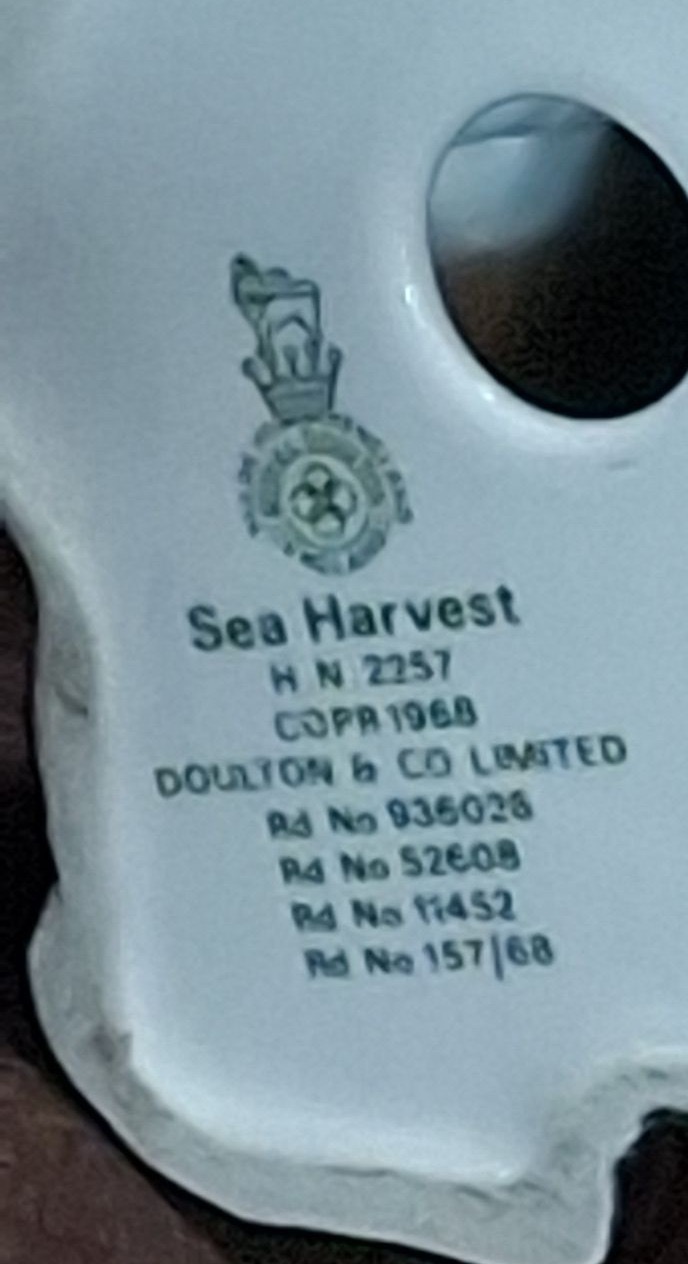 Sea Harvest
H N 2257
COPR 1968
DOULTON & CO LIMITED
Rd No 936028
Rd No 52608
Rd No 11452
Rd No 157/68